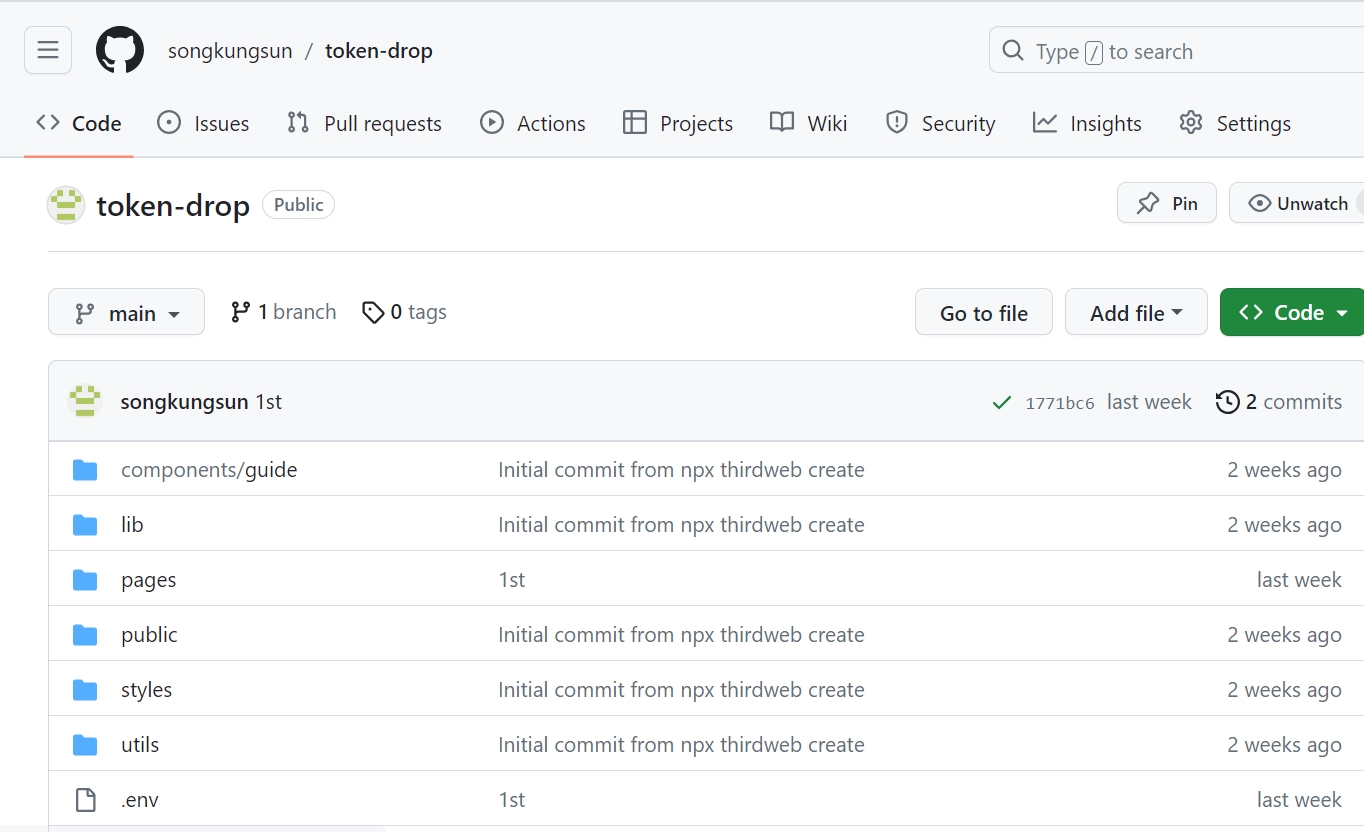 songkungsun / token-drop
Type / to search
Code Issues Pull requests Actions Projects Wiki Security Insights Settings
token-drop Public
Pin Unwatch
main 1 branch 0 tags
Go to file Add file Code
songkungsun 1st 1771bc6 last week 2 commits
components/guide Initial commit from npx thirdweb create 2 weeks ago
lib Initial commit from npx thirdweb create 2 weeks ago
pages 1st last week
public Initial commit from npx thirdweb create 2 weeks ago
styles Initial commit from npx thirdweb create 2 weeks ago
utils Initial commit from npx thirdweb create 2 weeks ago
.env 1st last week